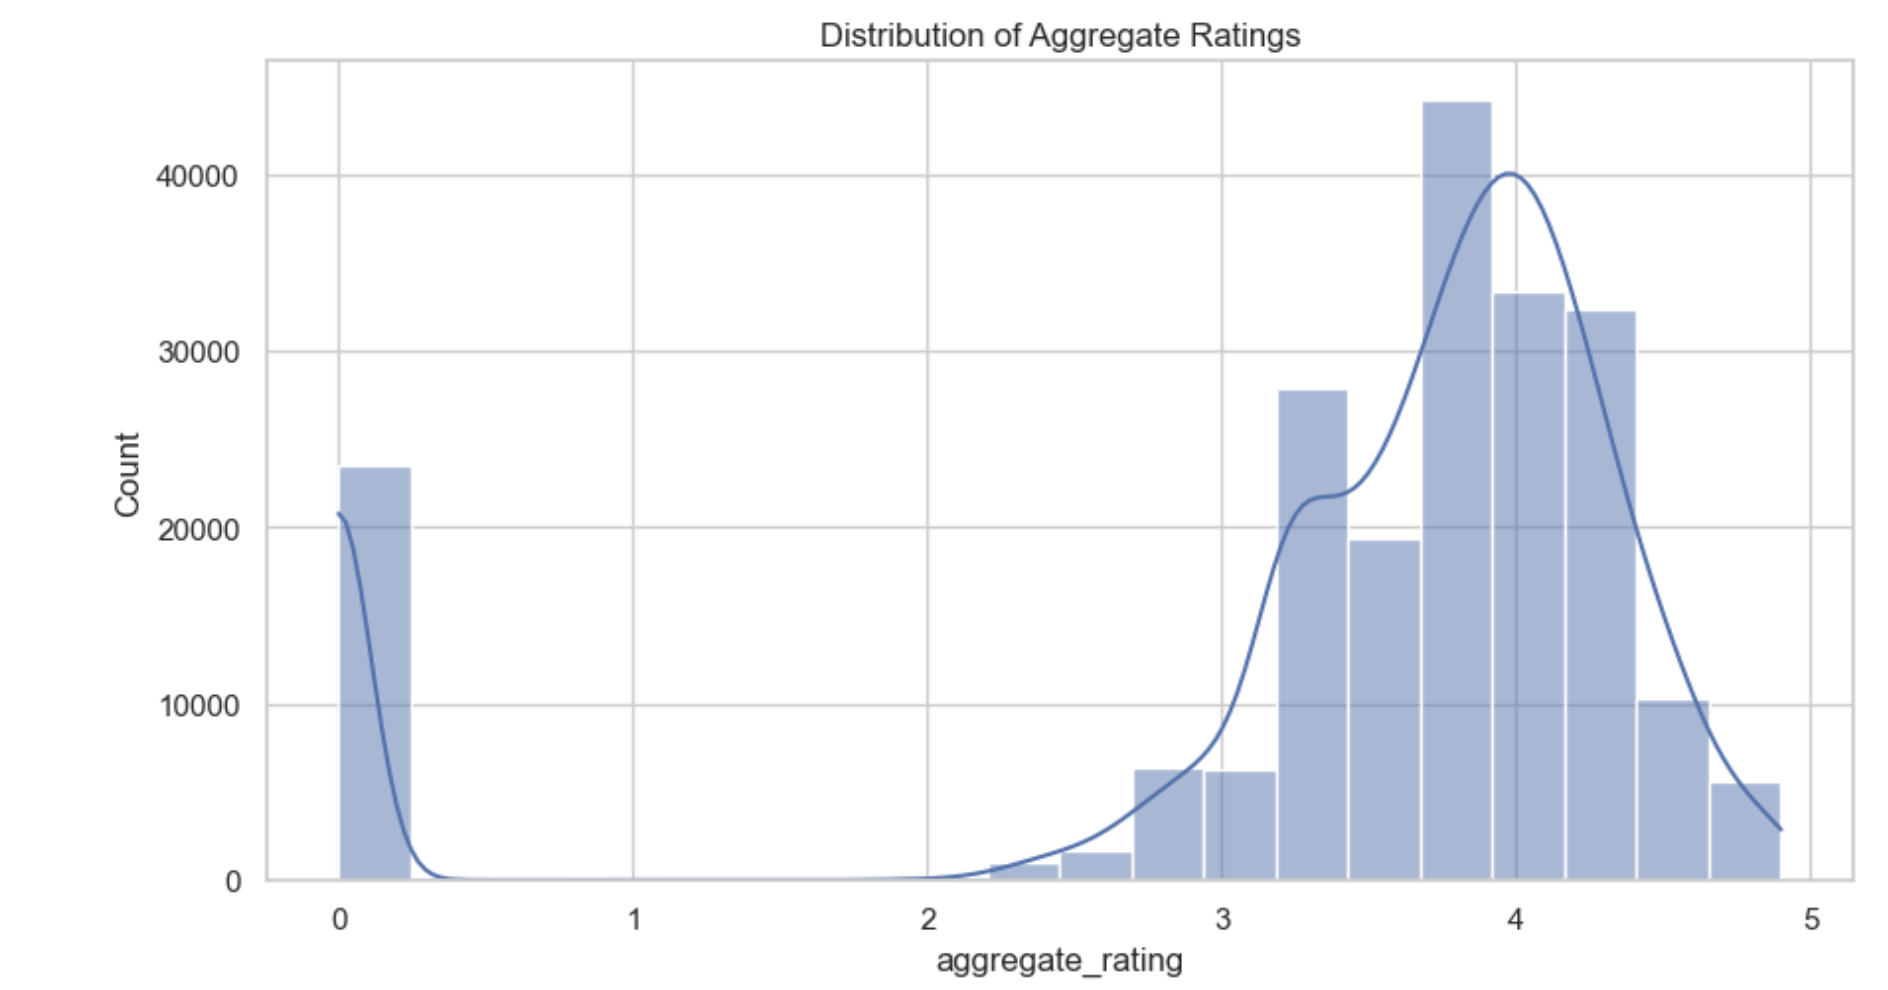 Distribution of Aggregate Ratings
Count
40000
30000
20000
10000
0
0 1 2 3 4 5
aggregate_rating